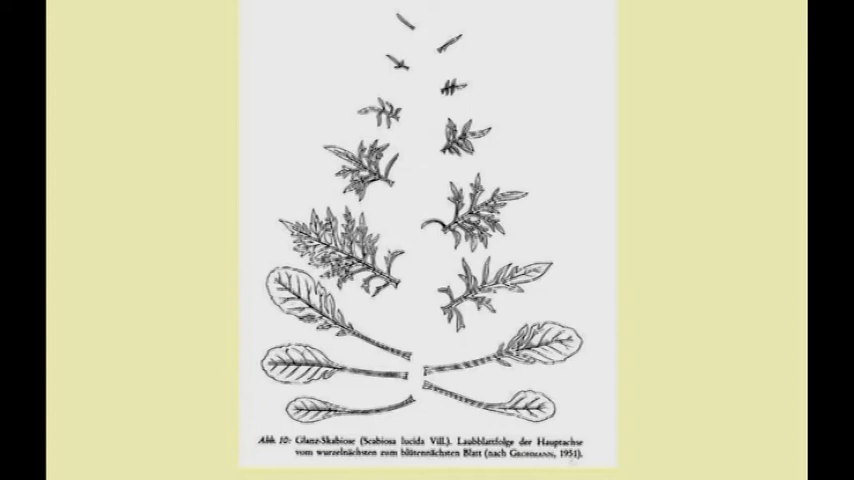 Abb. 10: Glanz-Skabiose (Scabiosa lucida Vill.). Laubblattfolge der Hauptachse
vom wurzelnächsten zum blütennächsten Blatt (nach GROHMANN, 1951).